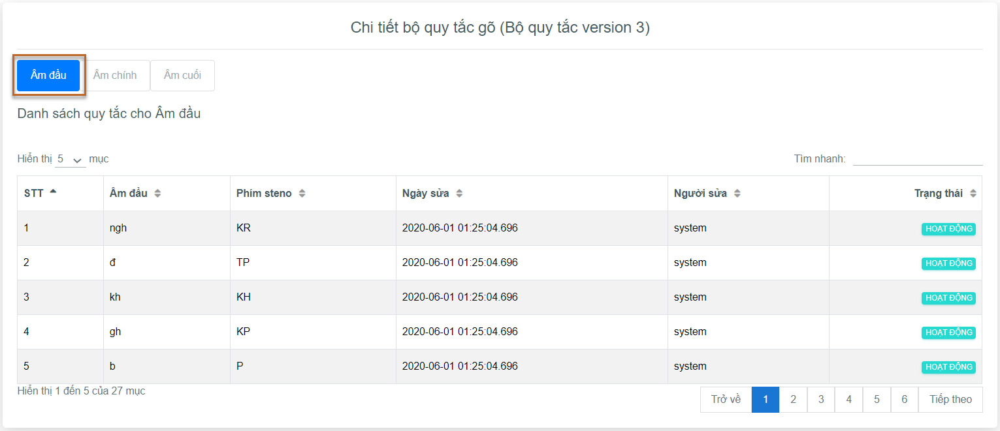 Chi tiết bộ quy tắc gõ (Bộ quy tắc version 3)
Âm đầu Âm chính Âm cuối
Danh sách quy tắc cho Âm đầu
Hiển thị 5 mục Tìm nhanh:
STT Âm đầu Phím steno Ngày sửa Người sửa Trạng thái
1 ngh KR 2020-06-01 01:25:04.696 system HOẠT ĐỘNG
2 đ TP 2020-06-01 01:25:04.696 system HOẠT ĐỘNG
3 kh KH 2020-06-01 01:25:04.696 system HOẠT ĐỘNG
4 gh KP 2020-06-01 01:25:04.696 system HOẠT ĐỘNG
5 b P 2020-06-01 01:25:04.696 system HOẠT ĐỘNG
Hiển thị 1 đến 5 của 27 mục
Trở về 1 2 3 4 5 6 Tiếp theo